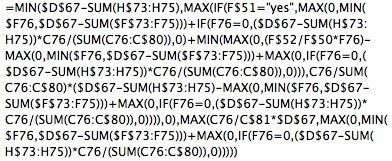 =MIN($D$67-SUM(H$73:H75),MAX(IF(F$51="yes",MAX(0,MIN(
$F$76,$D$67-SUM($F$73:F75)))+IF(F76=0,($D$67-SUM(H$73:
H75))*C76/SUM(C76:C$80)),0)+MIN(MAX(0,(F$52/F$50*F76)-
MAX(0,MIN($F$76,$D$67-SUM($F$73:F75)))+MAX(0,IF(F76=0,(
$D$67-SUM(H$73:H75))*C76/(SUM(C76:C$80)),0))),C76/SUM(
C76:C$80)*($D$67-SUM(H$73:H75)-MAX(0,MIN($F76,$D$67-
SUM($F$73:F75)))+MAX(0,IF(F76=0,($D$67-SUM(H$73:H75))*
C76/(SUM(C76:C$80)),0)))),0),MAX(C76/C$81*$D$67,MAX(0,MIN(
$F$76,$D$67-SUM($F$73:F75)))+MAX(0,IF(F76=0,($D$67-SUM(
H$73:H75))*C76/(SUM(C76:C$80)),0)))))